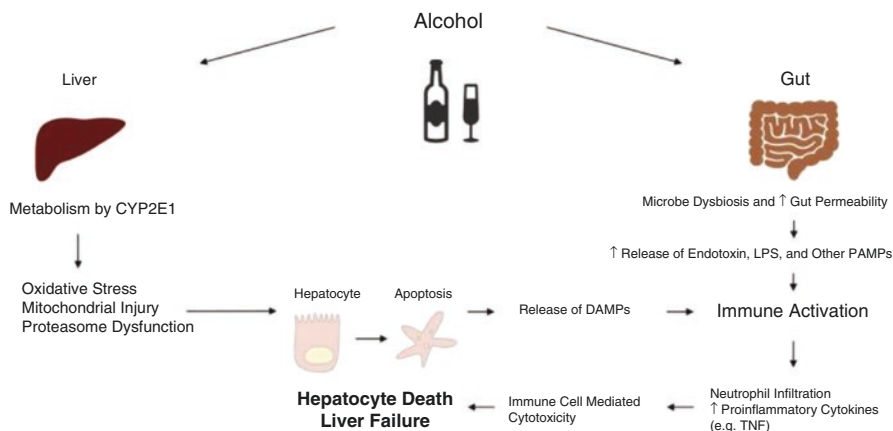 Alcohol
Liver
Gut
Metabolism by CYP2E1
Microbe Dysbiosis and ↑ Gut Permeability
↑ Release of Endotoxin, LPS, and Other PAMPs
Oxidative Stress
Mitochondrial Injury
Proteasome Dysfunction
Hepatocyte
Apoptosis
Release of DAMPs
Immune Activation
Hepatocyte Death
Liver Failure
Immune Cell Mediated
Cytotoxicity
Neutrophil Infiltration
↑ Proinflammatory Cytokines
(e.g. TNF)